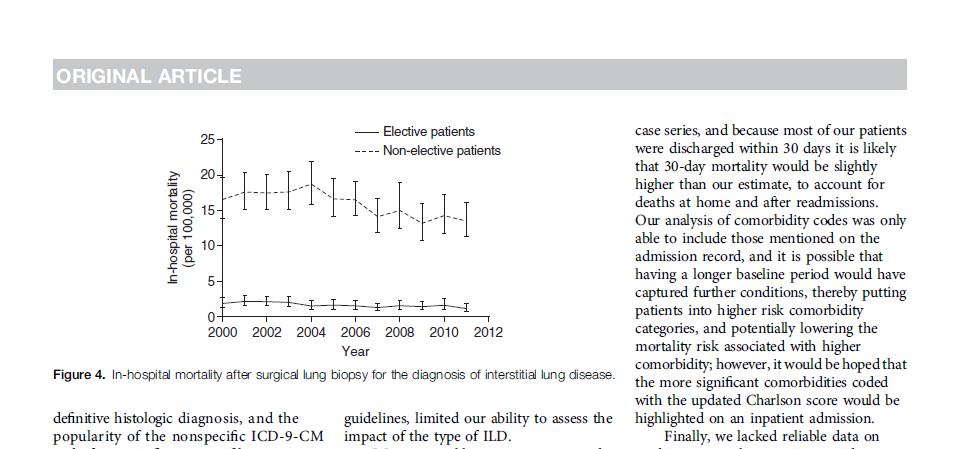 ORIGINAL ARTICLE
Elective patients
Non-elective patients
In-hospital mortality
(per 100,000)
25
20
15
10
5
0
2000 2002 2004 2006 2008 2010 2012
Year
Figure 4. In-hospital mortality after surgical lung biopsy for the diagnosis of interstitial lung disease.
definitive histologic diagnosis, and the
popularity of the nonspecific ICD-9-CM
guidelines, limited our ability to assess the
impact of the type of ILD.
case series, and because most of our patients
were discharged within 30 days it is likely
that 30-day mortality would be slightly
higher than our estimate, to account for
deaths at home and after readmissions.
Our analysis of comorbidity codes was only
able to include those mentioned on the
admission record, and it is possible that
having a longer baseline period would have
captured further conditions, thereby putting
patients into higher risk comorbidity
categories, and potentially lowering the
mortality risk associated with higher
comorbidity; however, it would be hoped that
the more significant comorbidities coded
with the updated Charlson score would be
highlighted on an inpatient admission.
Finally, we lacked reliable data on